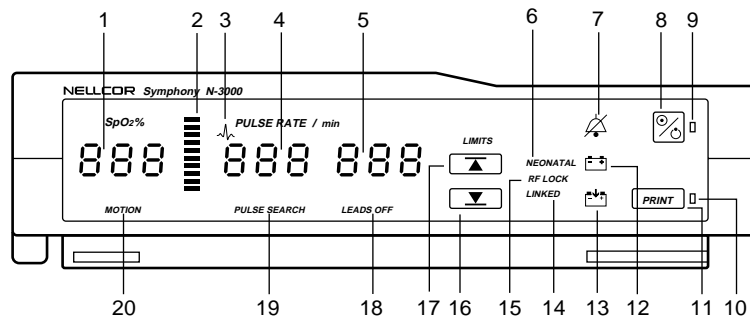 1 2 3 4 5 6 7 8 9
NELLCOR Symphony N-3000
SpO2% PULSE RATE / min
LIMITS
888 888 888
NEONATAL
RF LOCK
LINKED
PRINT
MOTION PULSE SEARCH LEADS OFF
20 19 18 17 16 15 14 13 12 11 10